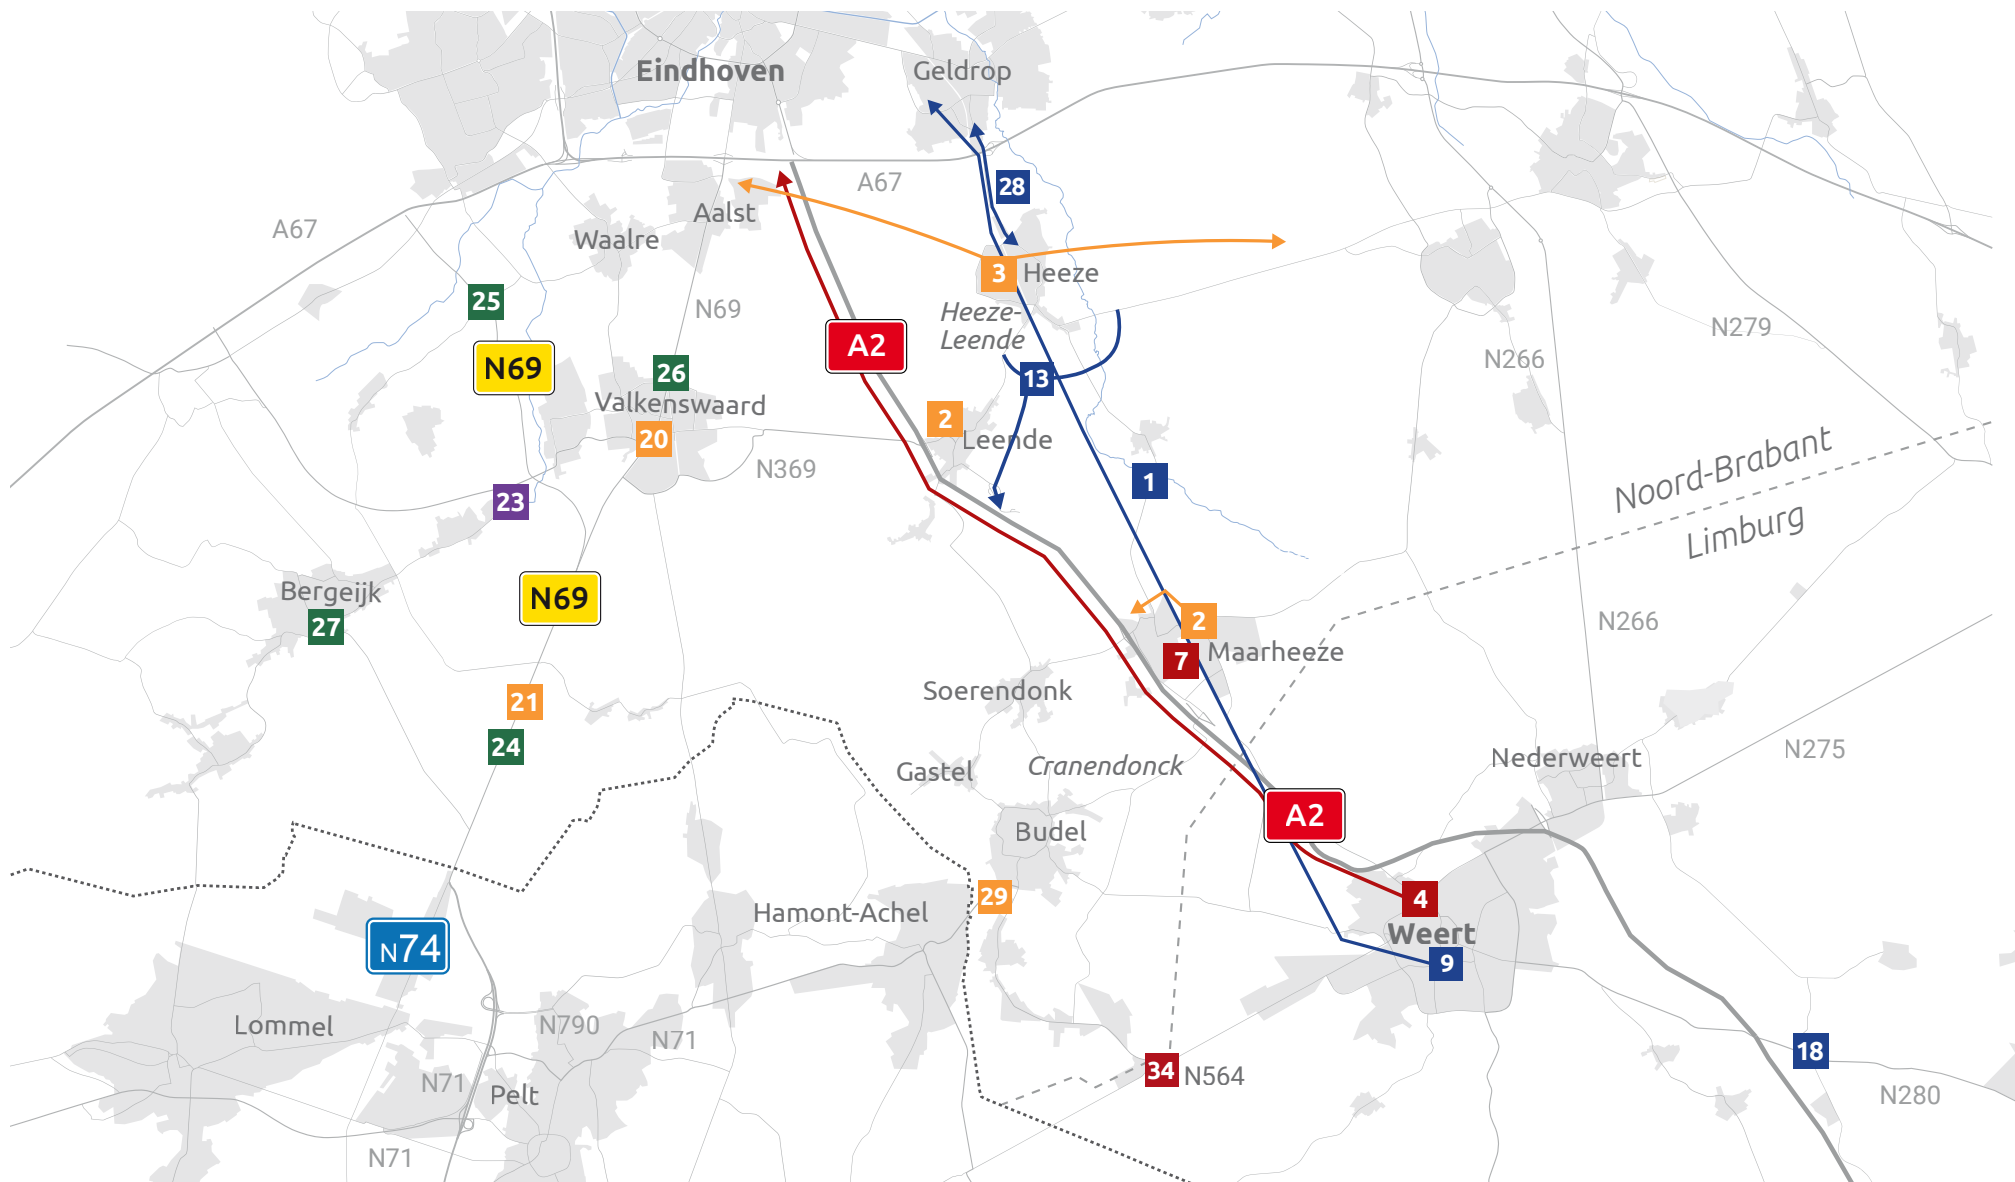 Eindhoven
Geldrop
A67
28
Aalst
A67
Waalre
3
Heeze
25
N69
Heeze-
Leende
N279
A2
N266
N69
26
13
Valkenswaard
2
20
Leende
Noord-Brabant
N369
1
23
Limburg
Bergeijk
N69
27
2
N266
7
Maarheeze
Soerendonk
21
24
N275
Nederweert
Gastel
Cranendonck
A2
Budel
29
4
Hamont-Achel
Weert
N74
9
Lommel
N790
N71
18
34
N564
N71
Pelt
N280
N71